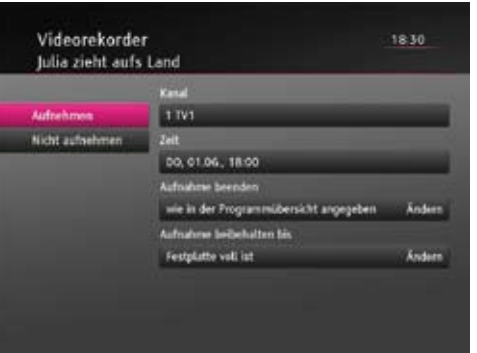 Videorekorder
18:30
Julia zieht aufs Land
Kanal
Aufnehmen
1 TV1
Nicht aufnehmen
Zeit
DO, 01.06., 18:00
Aufnahme beenden
wie in der Programmübersicht angegeben Ändern
Aufnahme beibehalten bis
Festplatte voll ist Ändern